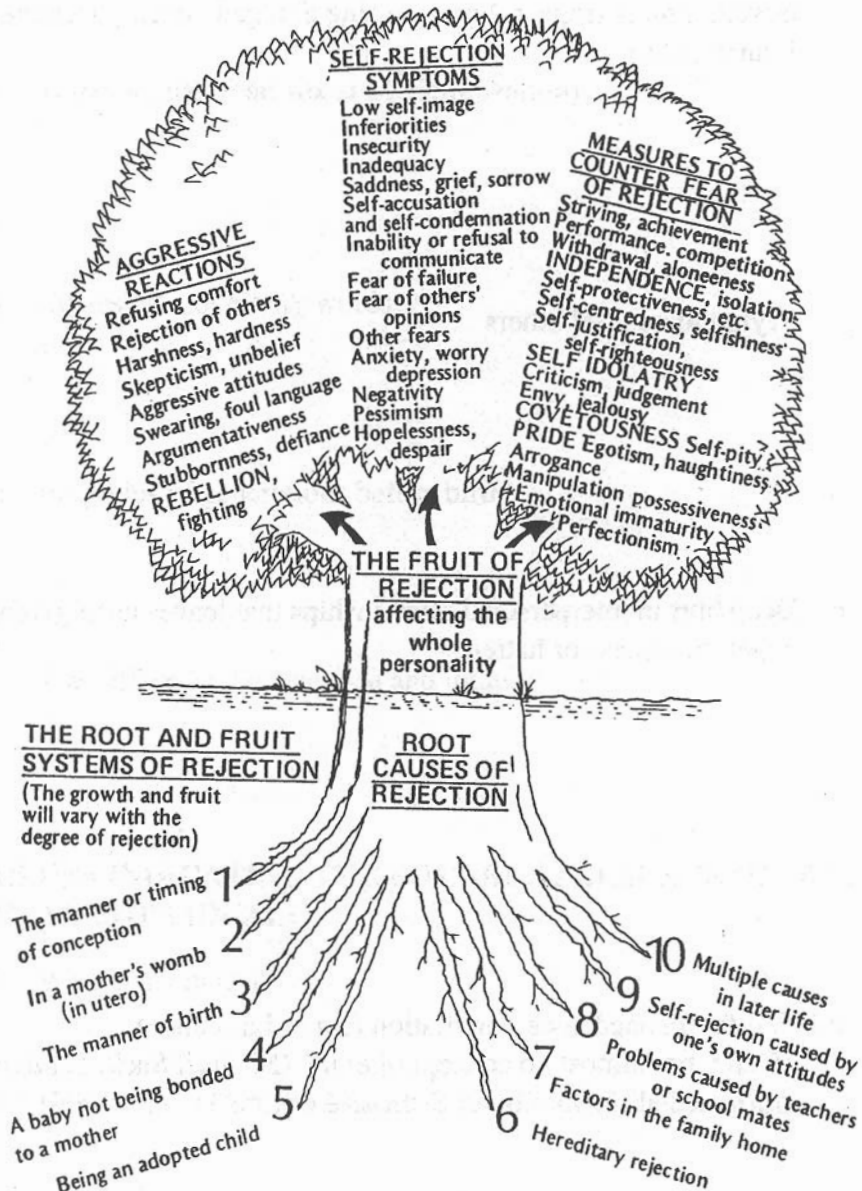 SELF-REJECTION
SYMPTOMS
Low self-image
Inferiorities
Insecurity
Inadequacy
Saddness, grief, sorrow
Self-accusation
and self-condemnation
Inability or refusal to
communicate
Fear of failure
Fear of others'
opinions
Other fears
Anxiety, worry
depression
Negativity
Pessimism
Hopelessness,
despair
AGGRESSIVE
REACTIONS
Refusing comfort
Rejection of others
Harshness, hardness
Skepticism, unbelief
Aggressive attitudes
Swearing, foul language
Argumentativeness
Stubbornness, defiance
REBELLION,
fighting
MEASURES TO
COUNTER FEAR
OF REJECTION
Striving, achievement
Performance. competition
Withdrawal, aloneeness
INDEPENDENCE, isolation
Self-protectiveness, etc.
Self-centredness, selfishness
Self-justification,
self-righteousness
SELF IDOLATRY
Criticism, judgement
Envy, jealousy
COVETOUSNESS Self-pity
PRIDE Egotism, haughtiness
Arrogance
Manipulation possessiveness
Emotional immaturity
Perfectionism
THE FRUIT OF
REJECTION
affecting the
whole
personality
THE ROOT AND FRUIT
SYSTEMS OF REJECTION
(The growth and fruit
will vary with the
degree of rejection)
ROOT
CAUSES OF
REJECTION
1 The manner or timing
of conception
2 In a mother's womb
(in utero)
3 The manner of birth
4 A baby not being bonded
to a mother
5 Being an adopted child
6 Hereditary rejection
7 Factors in the family home
8 Problems caused by teachers
or school mates
9 Self-rejection caused by
one's own attitudes
10 Multiple causes
in later life